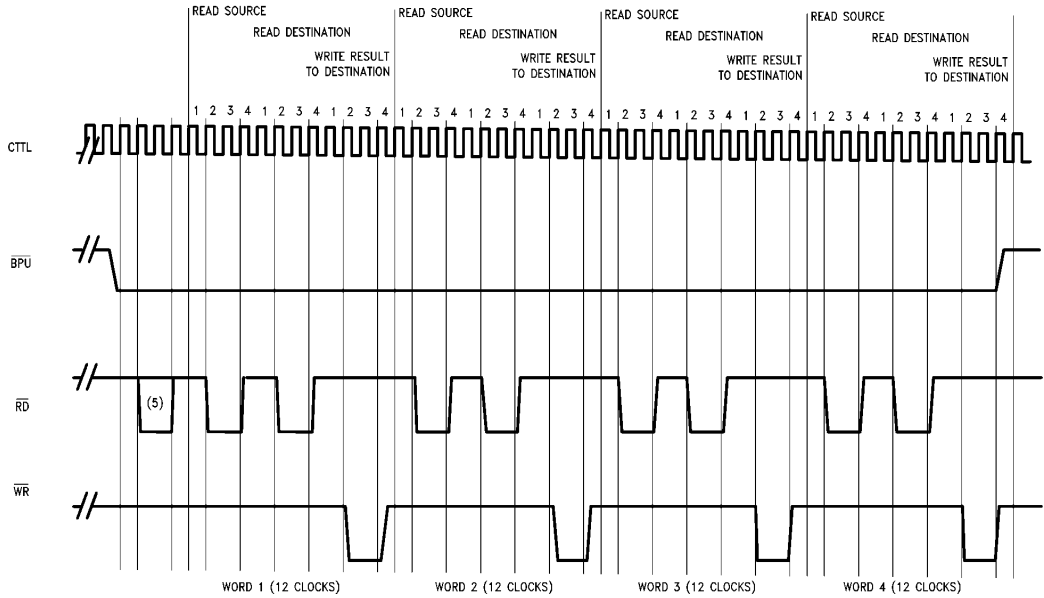 READ SOURCE READ SOURCE READ SOURCE READ SOURCE
READ DESTINATION READ DESTINATION READ DESTINATION READ DESTINATION
WRITE RESULT WRITE RESULT WRITE RESULT WRITE RESULT
TO DESTINATION TO DESTINATION TO DESTINATION TO DESTINATION
1 2 3 4 1 2 3 4 1 2 3 4 1 2 3 4 1 2 3 4 1 2 3 4 1 2 3 4 1 2 3 4 1 2 3 4 1 2 3 4 1 2 3 4 1 2 3 4
CTTL
BPU
RD
(5)
WR
WORD 1 (12 CLOCKS) WORD 2 (12 CLOCKS) WORD 3 (12 CLOCKS) WORD 4 (12 CLOCKS)